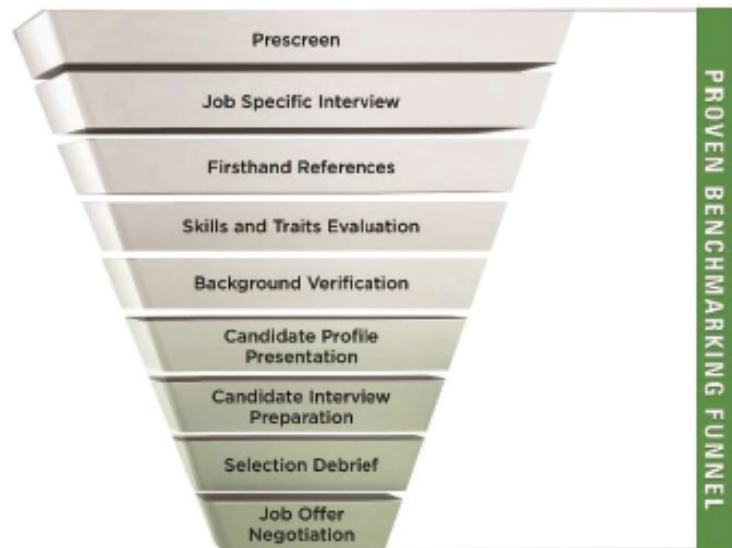 Prescreen
Job Specific Interview
Firsthand References
Skills and Traits Evaluation
Background Verification
Candidate Profile
Presentation
Candidate Interview
Preparation
Selection Debrief
Job Offer
Negotiation
PROVEN BENCHMARKING FUNNEL